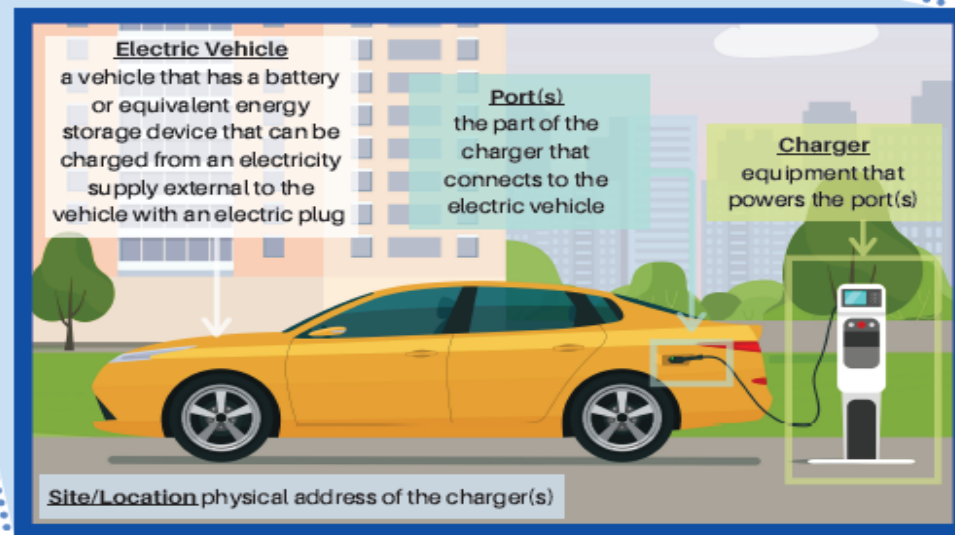 Electric Vehicle
a vehicle that has a battery
or equivalent energy
storage device that can be
charged from an electricity
supply external to the
vehicle with an electric plug
Port(s)
the part of the
charger that
connects to the
electric vehicle
Charger
equipment that
powers the port(s)
Site/Location physical address of the charger(s)